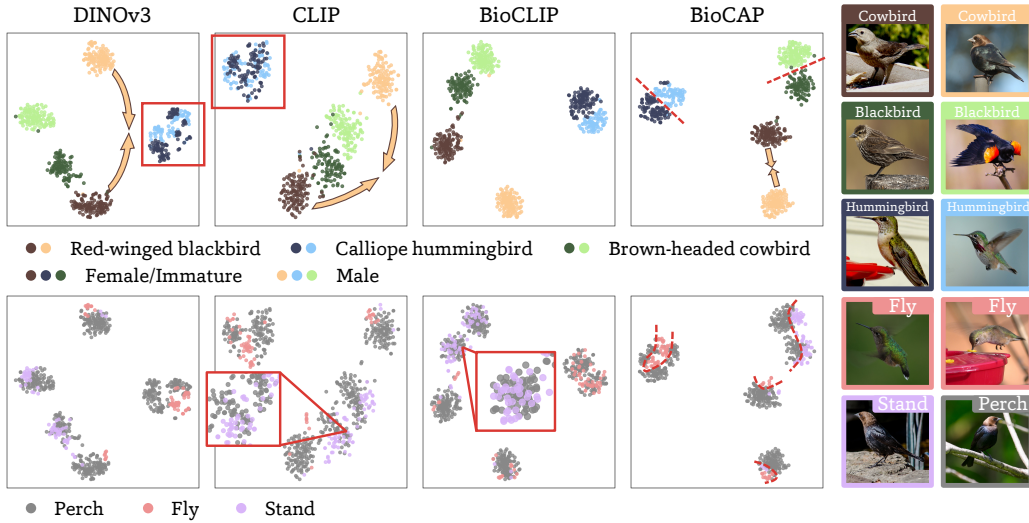 DINOv3 CLIP BioCLIP BioCAP
Cowbird Cowbird
Blackbird Blackbird
Hummingbird Hummingbird
Red-winged blackbird Calliope hummingbird Brown-headed cowbird
Female/Immature Male
Fly Fly
Stand Perch
Perch Fly Stand